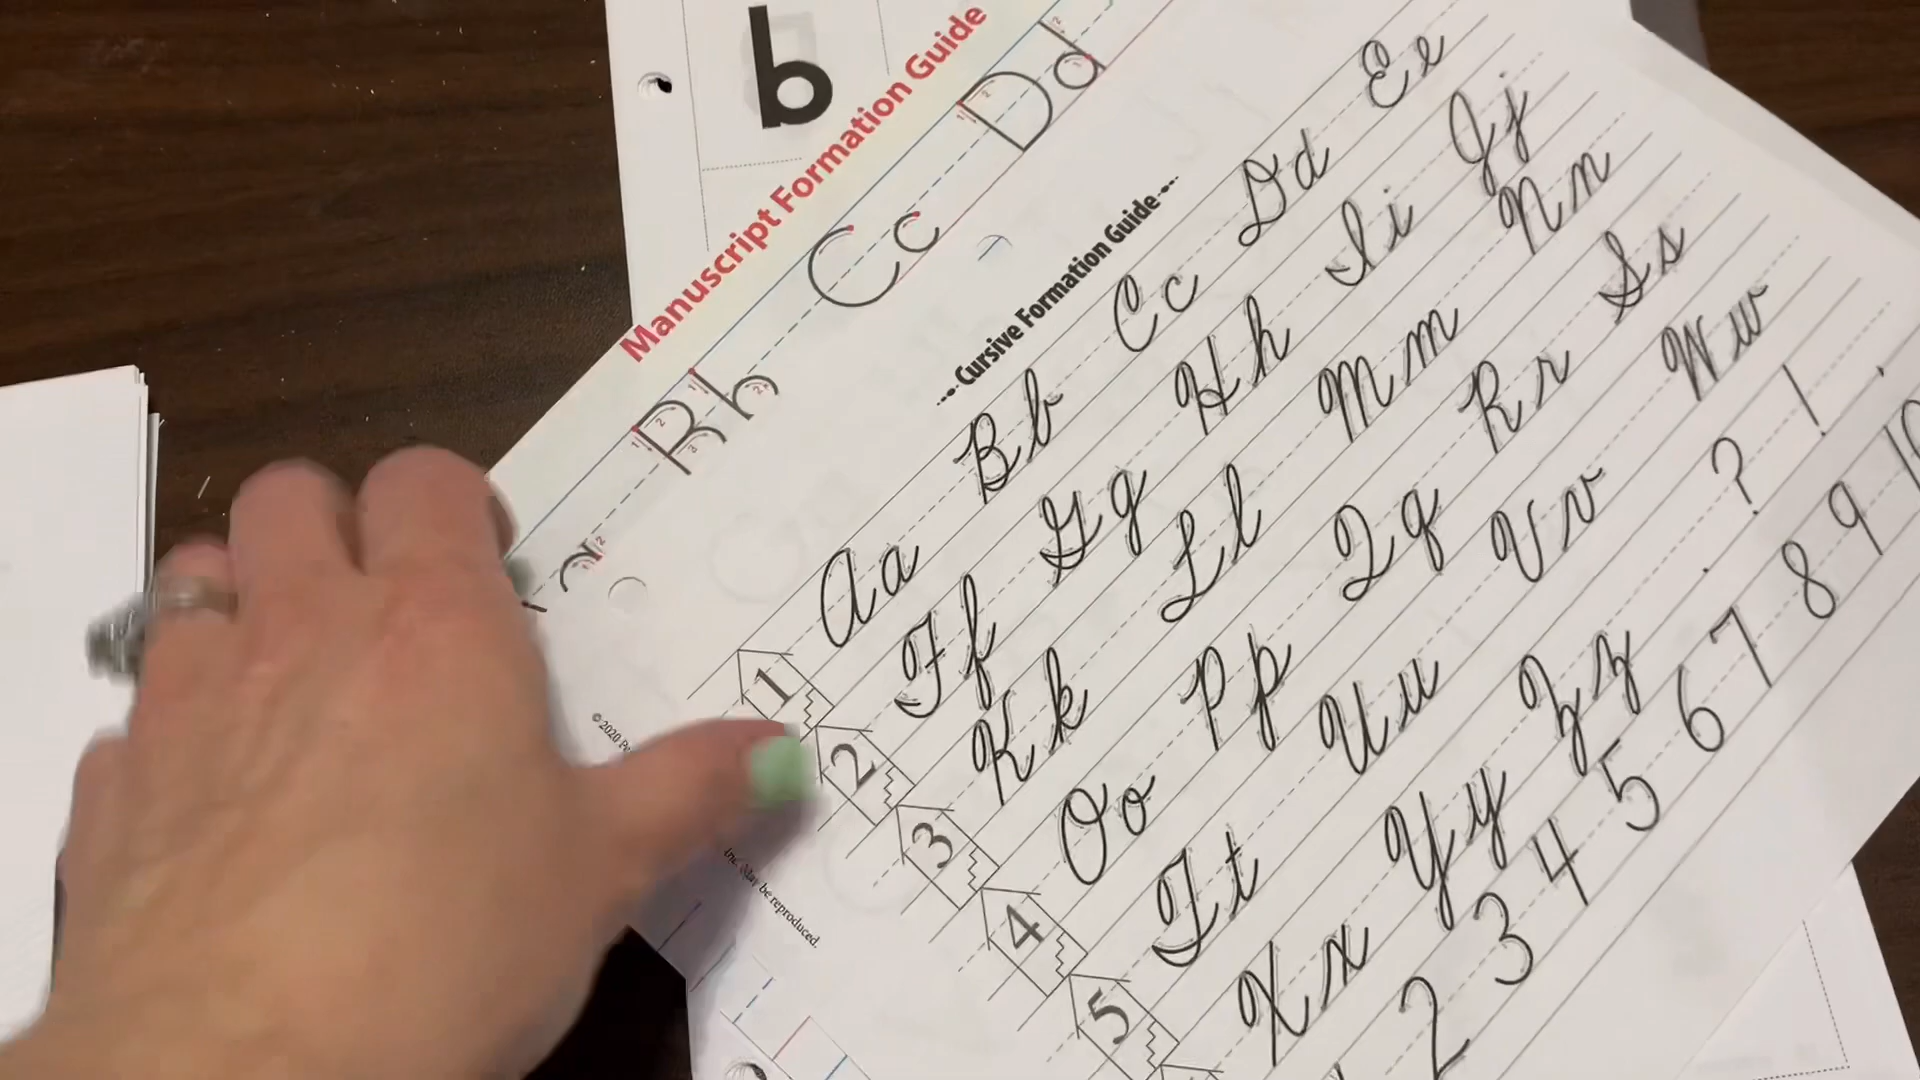 b
Manuscript Formation Guide
Cc Dd
© 2020
Inc. May be reproduced.
Cursive Formation Guide
1 Aa Bb Cc Dd Ee
2 Ff Gg Hh Ii Jj
3 Kk Ll Mm Nn
4 Oo Pp Qq Rr Ss
5 Tt Uu Vv Ww
Xx Yy Zz . ? !
2 3 4 5 6 7 8 9 10